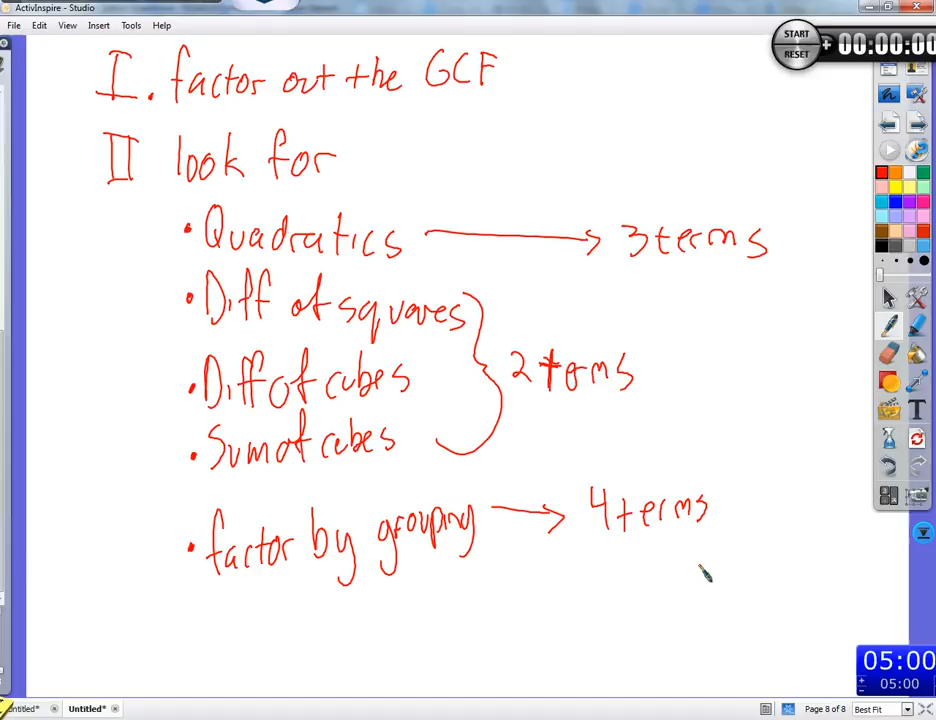 ActivInspire - Studio
File Edit View Insert Tools Help
START
RESET
00:00:00
I. factor out the GCF
II look for
• Quadratics → 3 terms
• Diff of squares
• Diff of cubes
2 terms
• Sum of cubes
• factor by grouping → 4 terms
05:00
05:00
ntitled* Untitled* Page 8 of 8 Best Fit